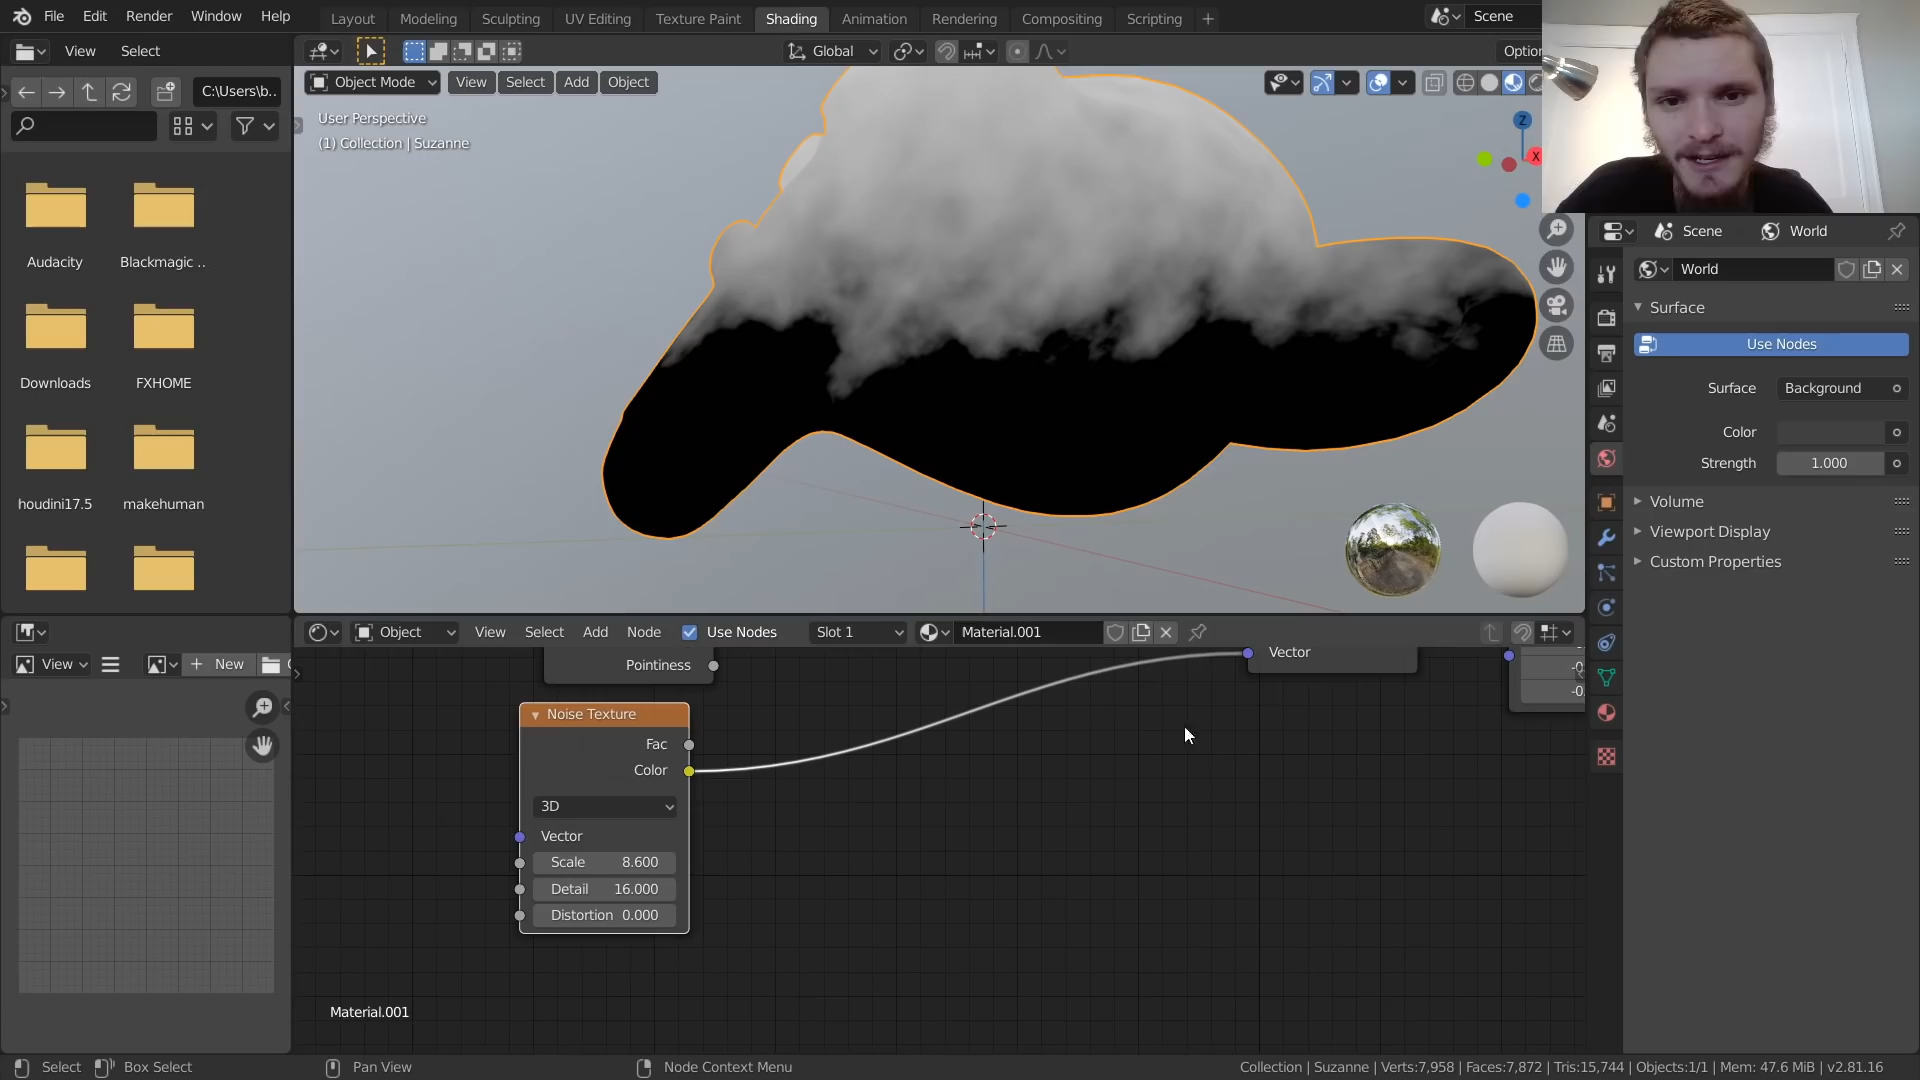 File Edit Render Window Help
Layout Modeling Sculpting UV Editing Texture Paint Shading Animation Rendering Compositing Scripting +
Scene
View Select
Global
Object Mode View Select Add Object
C:\Users\b..
User Perspective
(1) Collection | Suzanne
Z
X
Audacity Blackmagic ..
Downloads FXHOME
houdini17.5 makehuman
Scene World
World
Surface
Use Nodes
Surface Background
Color
Strength 1.000
Volume
Viewport Display
Custom Properties
Object View Select Add Node Use Nodes Slot 1 Material.001
View + New
Pointiness
Vector
Noise Texture
Fac
Color
3D
Vector
Scale 8.600
Detail 16.000
Distortion 0.000
Material.001
Select Box Select Pan View Node Context Menu
Collection | Suzanne | Verts:7,958 | Faces:7,872 | Tris:15,744 | Objects:1/1 | Mem: 47.6 MiB | v2.81.16